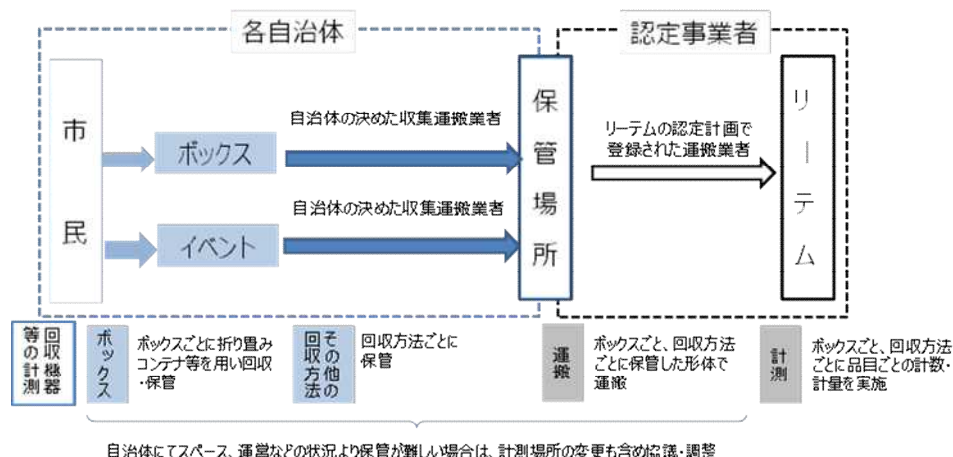 各自治体
認定事業者
市民
ボックス
自治体の決めた収集運搬業者
イベント
自治体の決めた収集運搬業者
保管場所
リーテムの認定計画で
登録された運搬業者
リーテム
回収機器
等の計測
ボックス
ボックスごとに折り畳み
コンテナ等を用い回収
・保管
その他の
回収方法
回収方法ごとに
保管
運搬
ボックスごと、回収方法
ごとに保管した形体で
運搬
計測
ボックスごと、回収方法
ごとに品目ごとの計数・
計量を実施
自治体にてスペース、運営などの状況より保管が難しい場合は、計測場所の変更も含め協議・調整